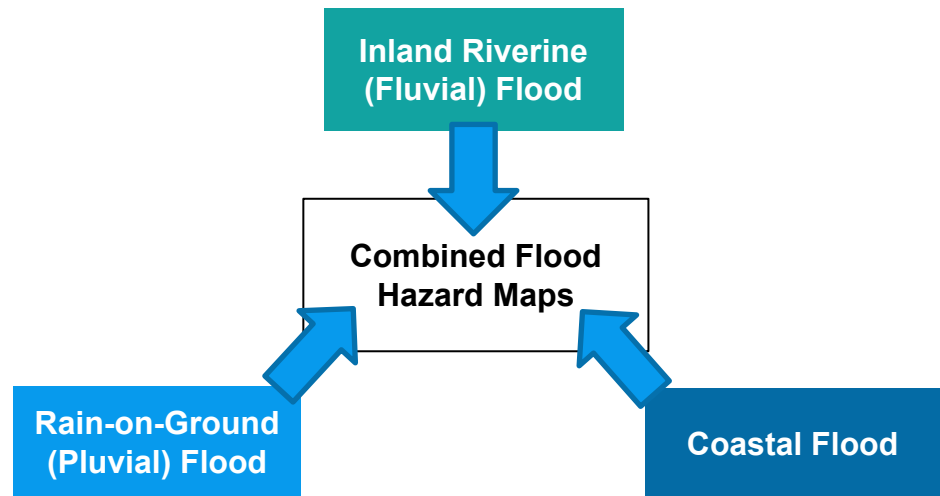 Inland Riverine
(Fluvial) Flood
Combined Flood
Hazard Maps
Rain-on-Ground
(Pluvial) Flood
Coastal Flood